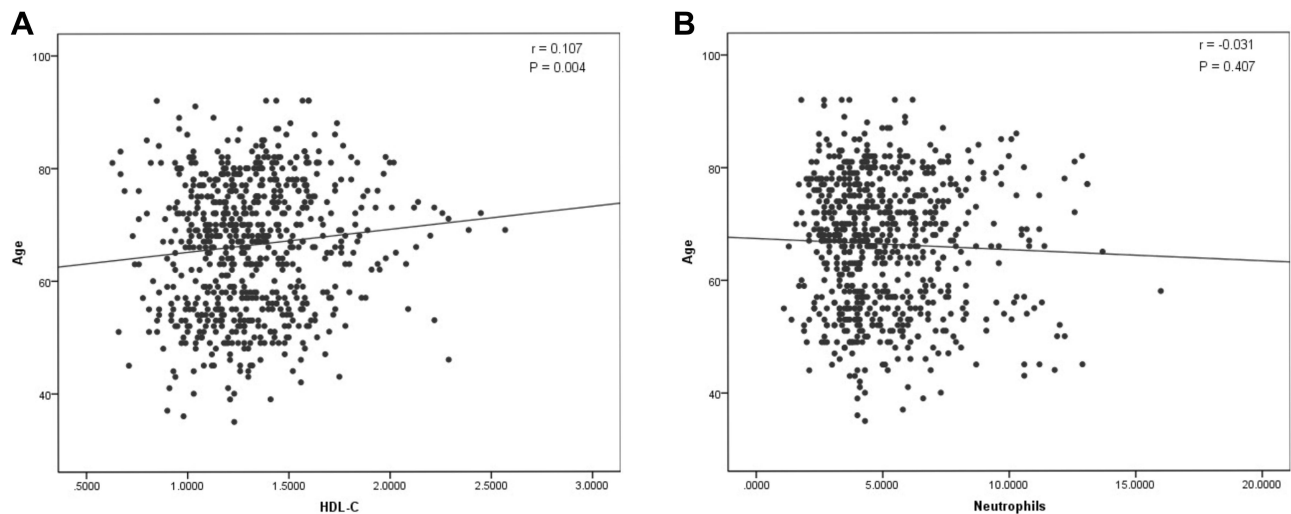 A
r = 0.107
P = 0.004
Age
100
80
60
40
.5000 1.0000 1.5000 2.0000 2.5000 3.0000
HDL-C
B
r = -0.031
P = 0.407
Age
100
80
60
40
.0000 5.0000 10.0000 15.0000 20.0000
Neutrophils